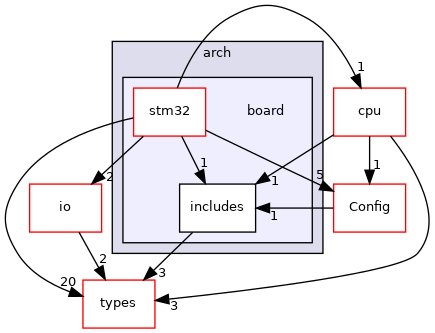 arch
1
stm32
board
cpu
1
5
1
2
1
io
includes
Config
1
2
3
20
types
3